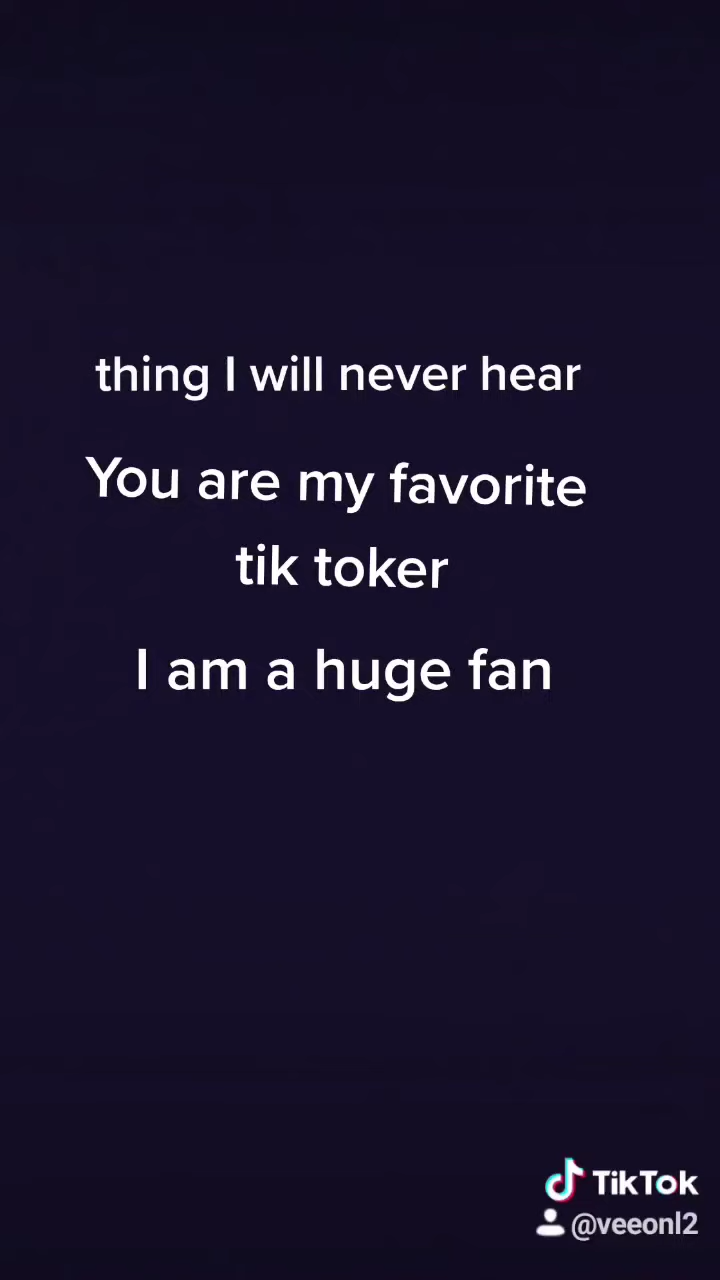 thing I will never hear
You are my favorite
tik toker
I am a huge fan
TikTok
@veeonl2